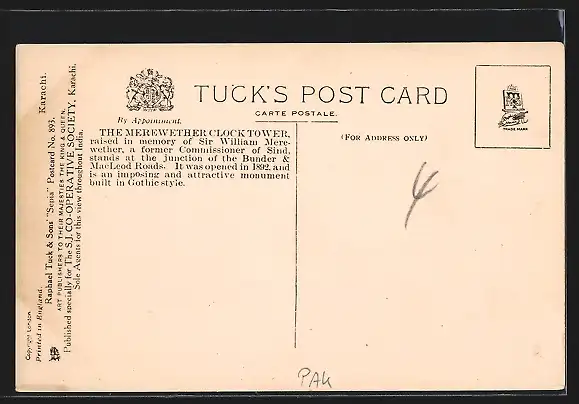 TUCK'S POST CARD
CARTE POSTALE.
By Appointment.
(FOR ADDRESS ONLY)
TRADE MARK
THE MEREWETHER CLOCK TOWER,
raised in memory of Sir William Mere-
wether, a former Commissioner of Sind,
stands at the junction of the Bunder &
MacLeod Roads. It was opened in 1892, and
is an imposing and attractive monument
built in Gothic style.
4
PAK
Copyright London
Printed in England.
Raphael Tuck & Sons' "Sepia" Postcard No. 893. Karachi.
ART PUBLISHERS TO THEIR MAJESTIES THE KING & QUEEN.
Published specially for The S.J. CO-OPERATIVE SOCIETY, Karachi.
Sole Agents for this view throughout India.